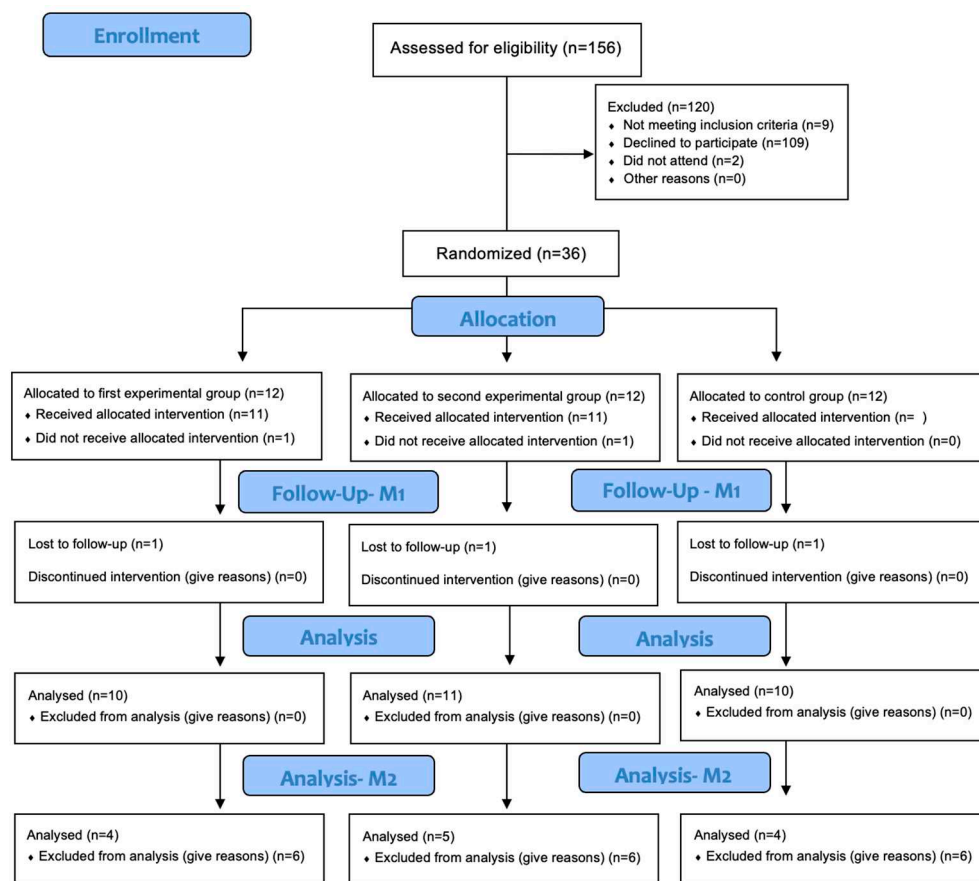 Enrollment
Assessed for eligibility (n=156)
Excluded (n=120)
♦ Not meeting inclusion criteria (n=9)
♦ Declined to participate (n=109)
♦ Did not attend (n=2)
♦ Other reasons (n=0)
Randomized (n=36)
Allocation
Allocated to first experimental group (n=12)
♦ Received allocated intervention (n=11)
♦ Did not receive allocated intervention (n=1)
Allocated to second experimental group (n=12)
♦ Received allocated intervention (n=11)
♦ Did not receive allocated intervention (n=1)
Allocated to control group (n=12)
♦ Received allocated intervention (n= )
♦ Did not receive allocated intervention (n=0)
Follow-Up- M1
Follow-Up - M1
Lost to follow-up (n=1)
Discontinued intervention (give reasons) (n=0)
Lost to follow-up (n=1)
Discontinued intervention (give reasons) (n=0)
Lost to follow-up (n=1)
Discontinued intervention (give reasons) (n=0)
Analysis
Analysis
Analysed (n=10)
♦ Excluded from analysis (give reasons) (n=0)
Analysed (n=11)
♦ Excluded from analysis (give reasons) (n=0)
Analysed (n=10)
♦ Excluded from analysis (give reasons) (n=0)
Analysis- M2
Analysis- M2
Analysed (n=4)
♦ Excluded from analysis (give reasons) (n=6)
Analysed (n=5)
♦ Excluded from analysis (give reasons) (n=6)
Analysed (n=4)
♦ Excluded from analysis (give reasons) (n=6)